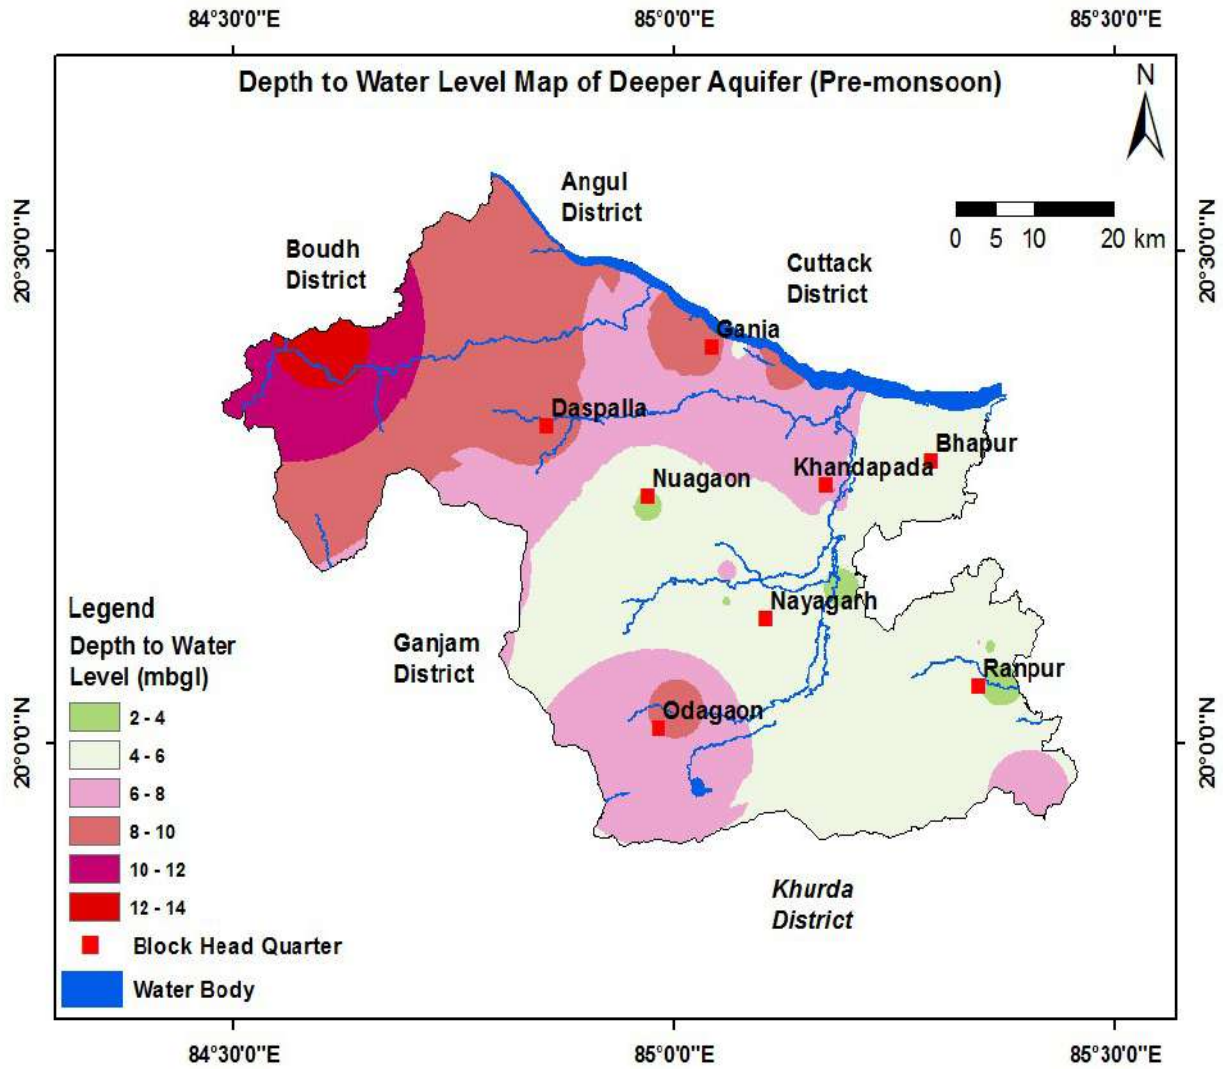 84°30'0"E 85°0'0"E 85°30'0"E
Depth to Water Level Map of Deeper Aquifer (Pre-monsoon)
N
Angul
District
20°30'0"N
20°30'0"N
0 5 10 20 km
Boudh
District
Cuttack
District
Gania
Daspalla
Bhapur
Khandapada
Nuagaon
Nayagarh
Ganjam
District
Ranpur
Odagaon
20°0'0"N
20°0'0"N
Khurda
District
Legend
Depth to Water
Level (mbgl)
2 - 4
4 - 6
6 - 8
8 - 10
10 - 12
12 - 14
Block Head Quarter
Water Body
84°30'0"E 85°0'0"E 85°30'0"E